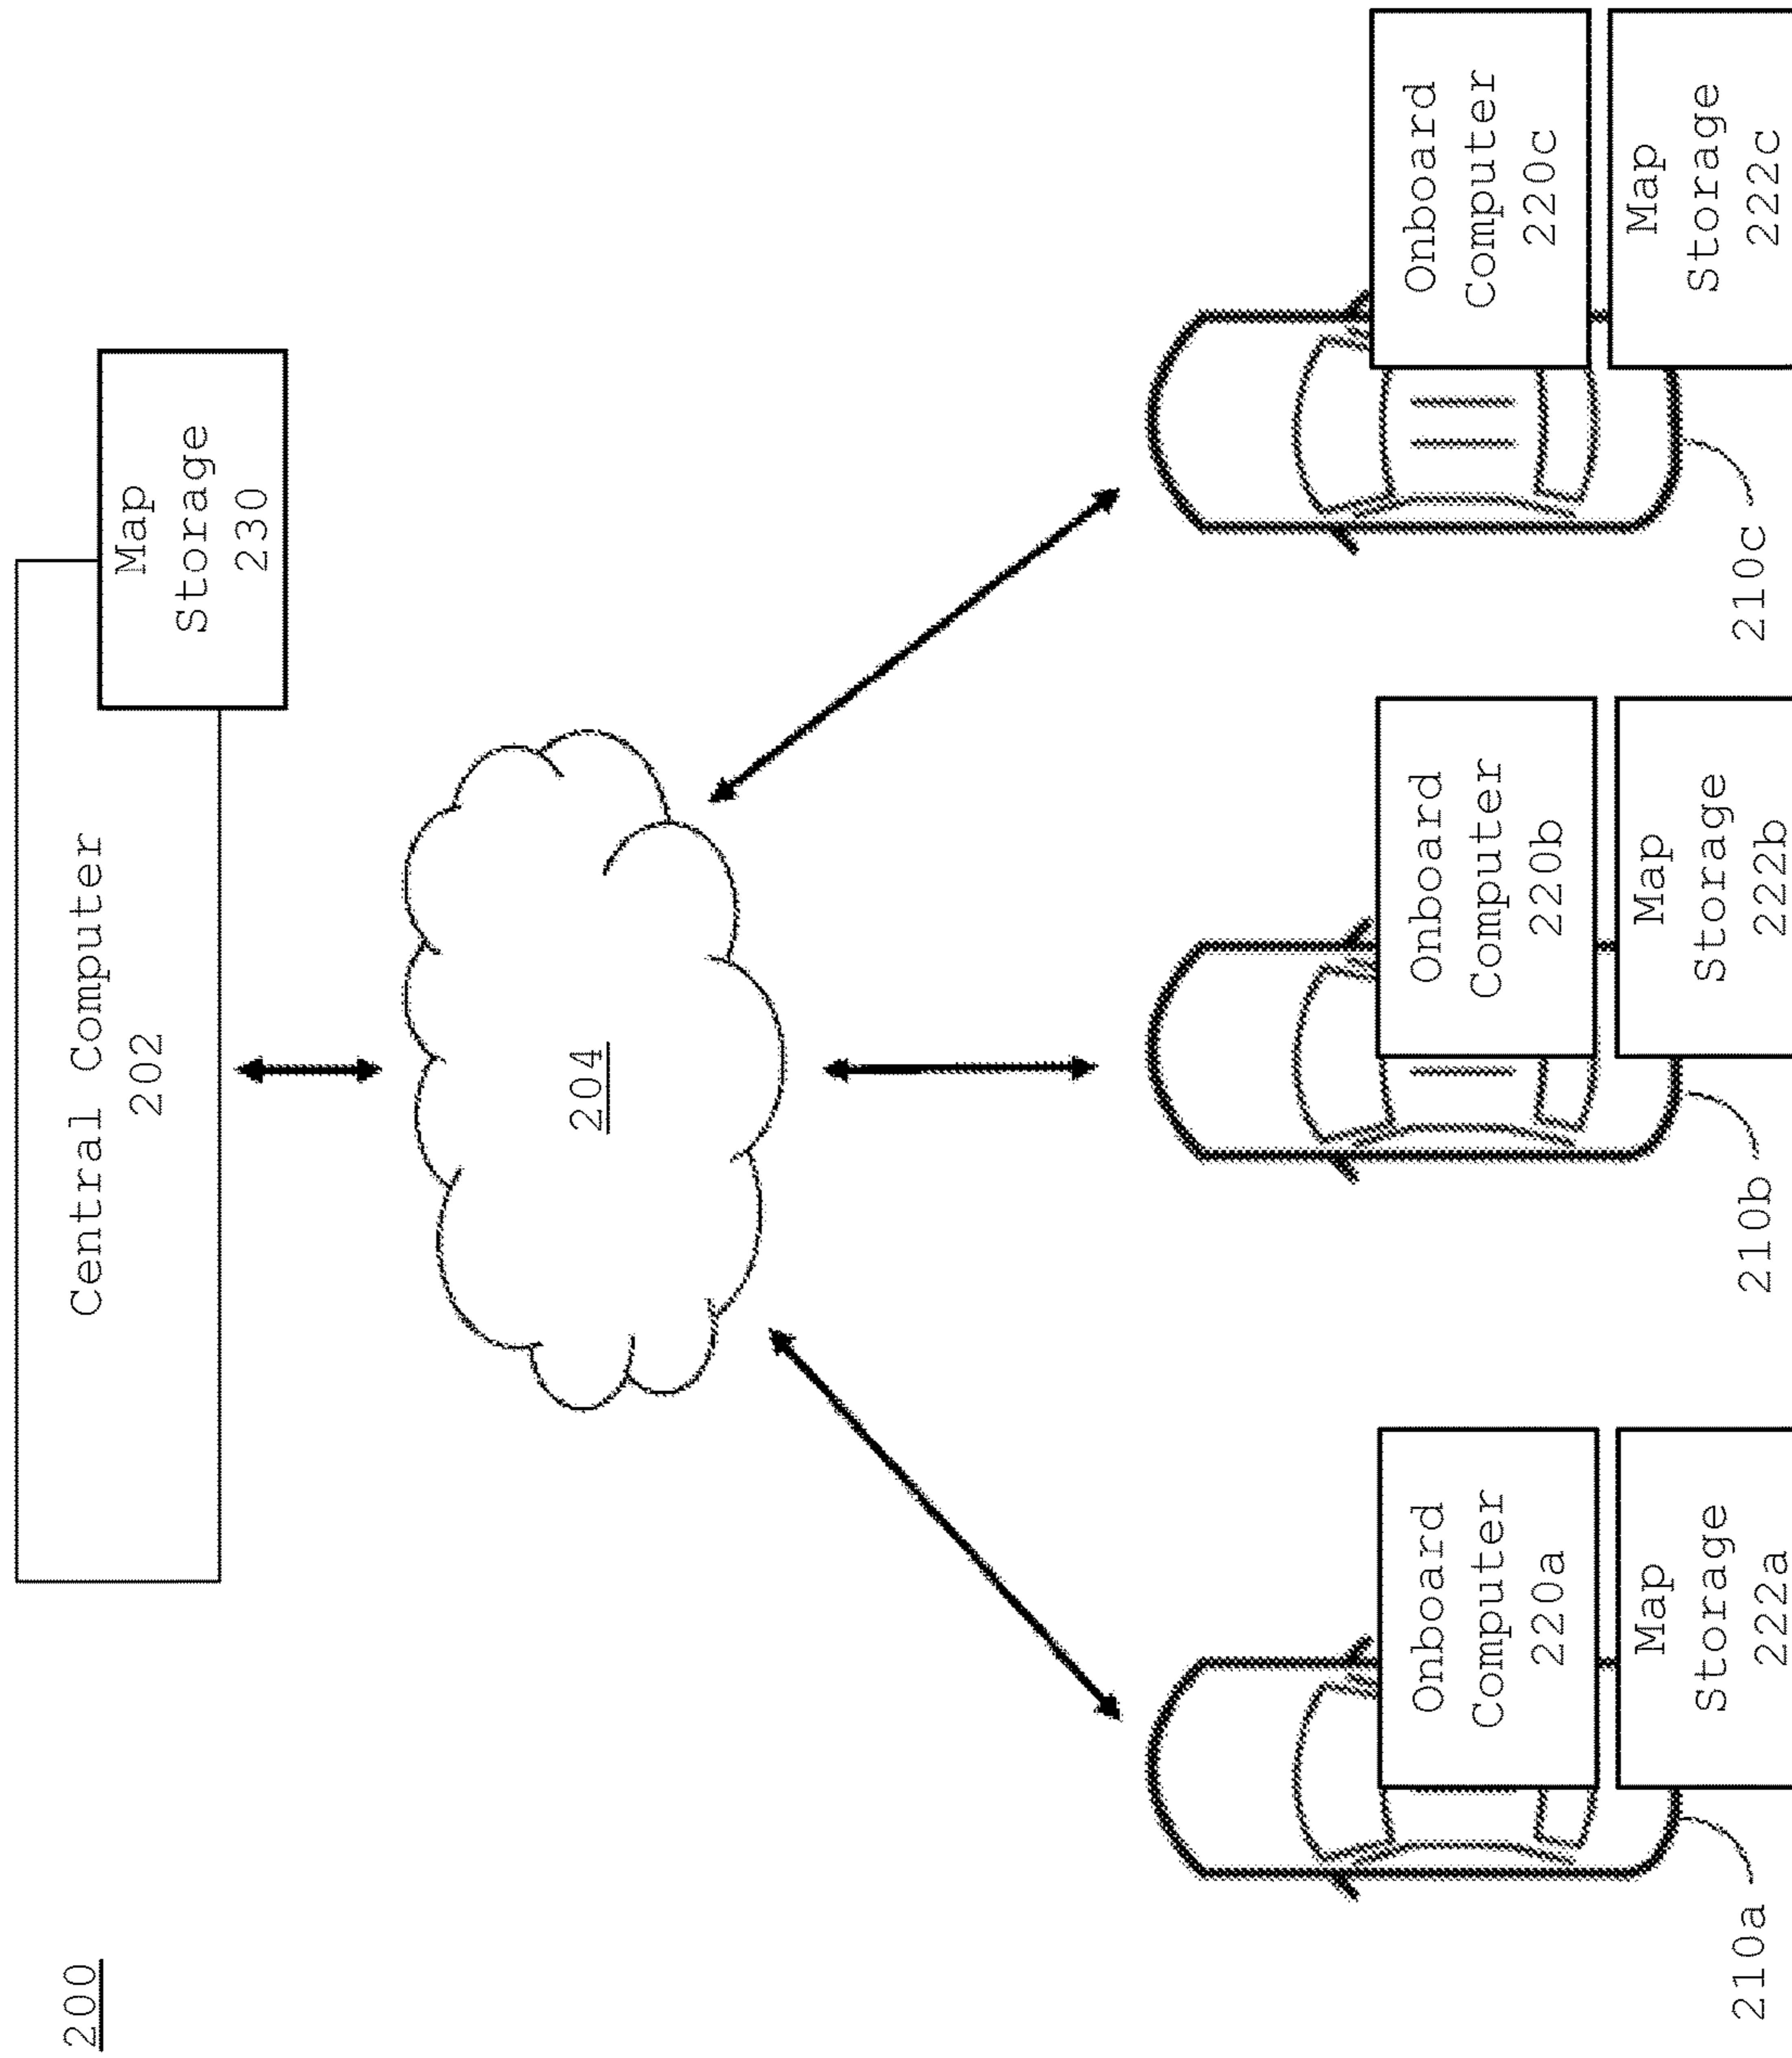 200
Central Computer
202
Map
Storage
230
204
Onboard
Computer
220a
Map
Storage
222a
210a
Onboard
Computer
220b
Map
Storage
222b
210b
Onboard
Computer
220c
Map
Storage
222c
210c